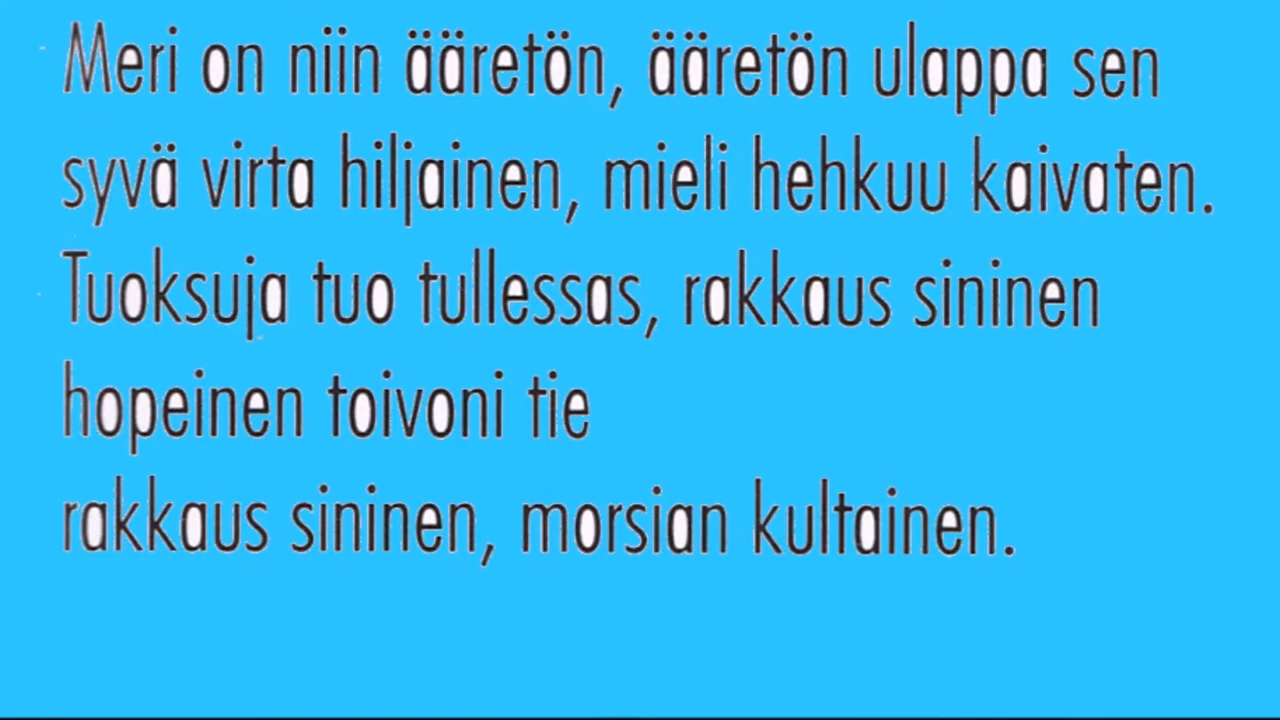 Meri on niin ääretön, ääretön ulappa sen
syvä virta hiljainen, mieli hehkuu kaivaten.
Tuoksuja tuo tullessas, rakkaus sininen
hopeinen toivoni tie
rakkaus sininen, morsian kultainen.